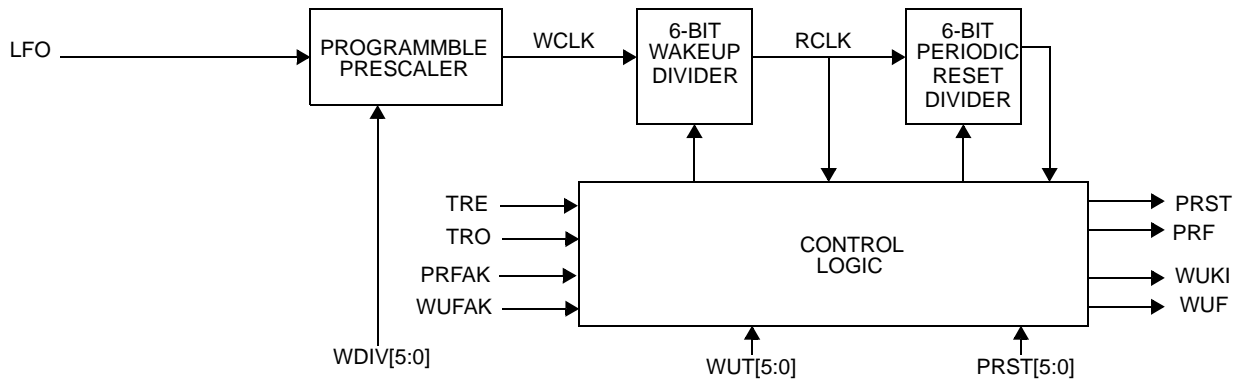 LFO
PROGRAMMBLE
PRESCALER
WCLK
6-BIT
WAKEUP
DIVIDER
RCLK
6-BIT
PERIODIC
RESET
DIVIDER
TRE
TRO
PRFAK
WUFAK
CONTROL
LOGIC
PRST
PRF
WUKI
WUF
WDIV[5:0]
WUT[5:0]
PRST[5:0]